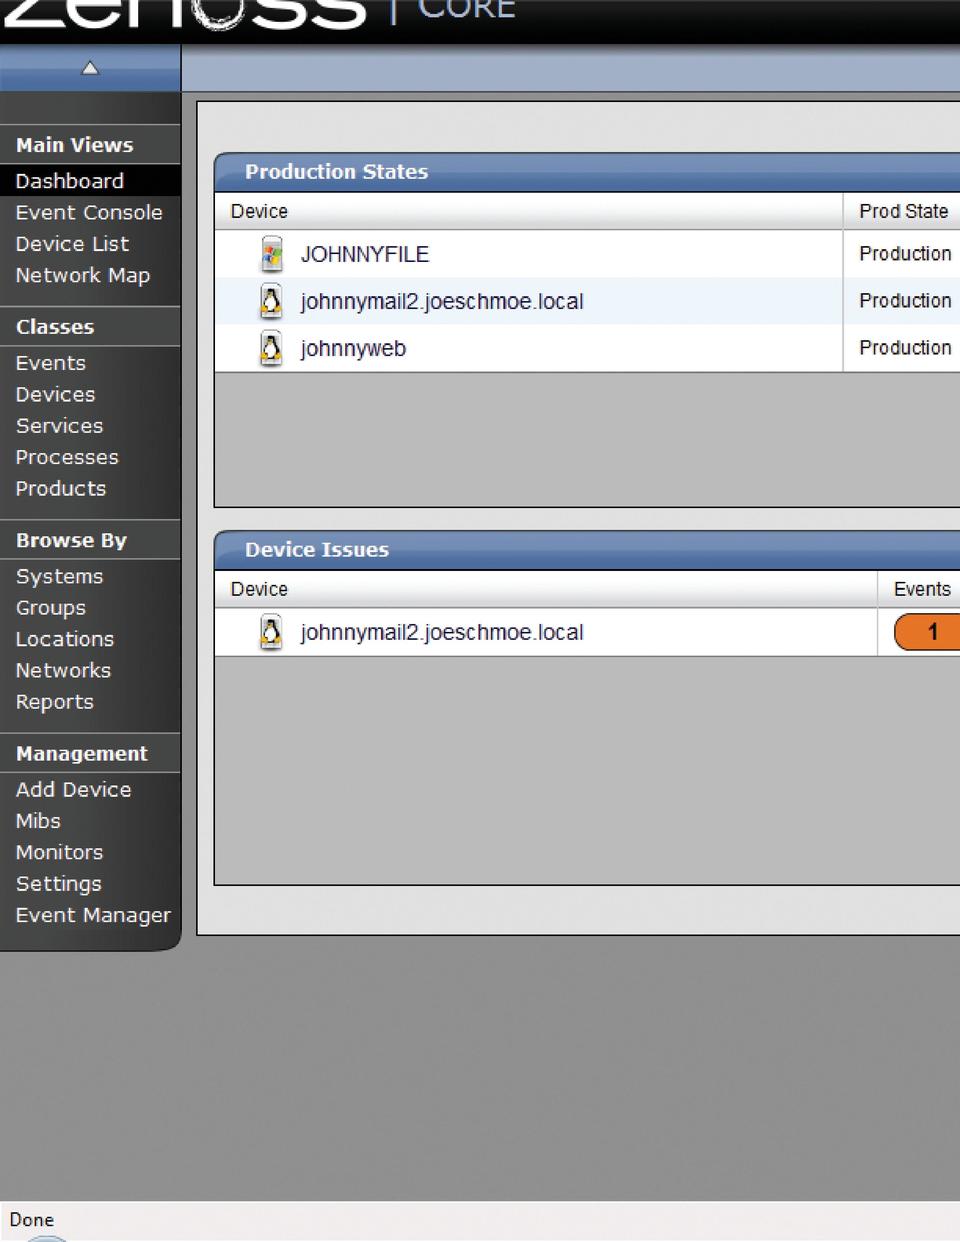 Zenoss | CORE
Main Views
Dashboard
Event Console
Device List
Network Map
Classes
Events
Devices
Services
Processes
Products
Browse By
Systems
Groups
Locations
Networks
Reports
Management
Add Device
Mibs
Monitors
Settings
Event Manager
Production States
Device Prod State
JOHNNYFILE Production
johnnymail2.joeschmoe.local Production
johnnyweb Production
Device Issues
Device Events
johnnymail2.joeschmoe.local 1
Done